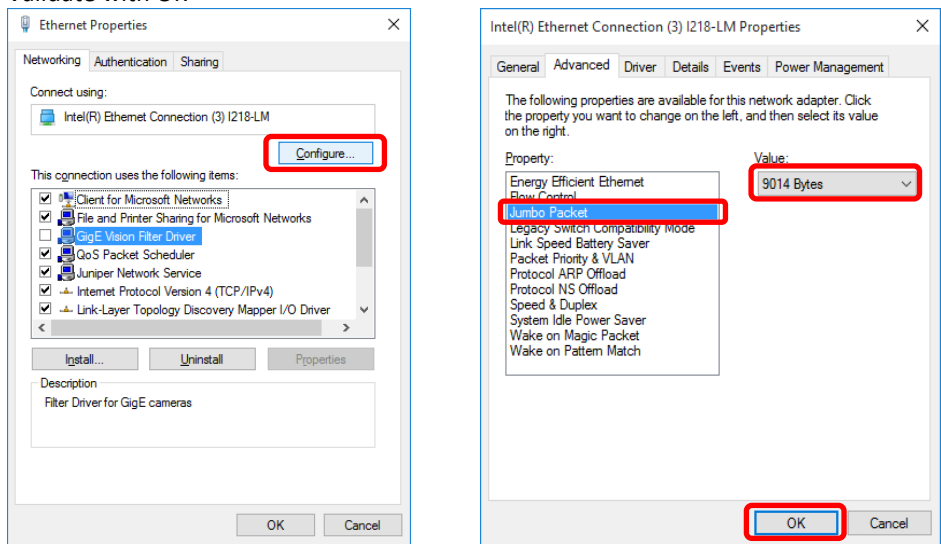 Validate with OK
Ethernet Properties
Networking Authentication Sharing
Connect using:
Intel(R) Ethernet Connection (3) I218-LM
Configure...
This connection uses the following items:
Client for Microsoft Networks
File and Printer Sharing for Microsoft Networks
GigE Vision Filter Driver
QoS Packet Scheduler
Juniper Network Service
Internet Protocol Version 4 (TCP/IPv4)
Link-Layer Topology Discovery Mapper I/O Driver
Install... Uninstall Properties
Description
Filter Driver for GigE cameras
OK Cancel
Intel(R) Ethernet Connection (3) I218-LM Properties
General Advanced Driver Details Events Power Management
The following properties are available for this network adapter. Click
the property you want to change on the left, and then select its value
on the right.
Property:
Value:
Energy Efficient Ethernet
Flow Control
Jumbo Packet
Legacy Switch Compatibility Mode
Link Speed Battery Saver
Packet Priority & VLAN
Protocol ARP Offload
Protocol NS Offload
Speed & Duplex
System Idle Power Saver
Wake on Magic Packet
Wake on Pattern Match
9014 Bytes
OK Cancel